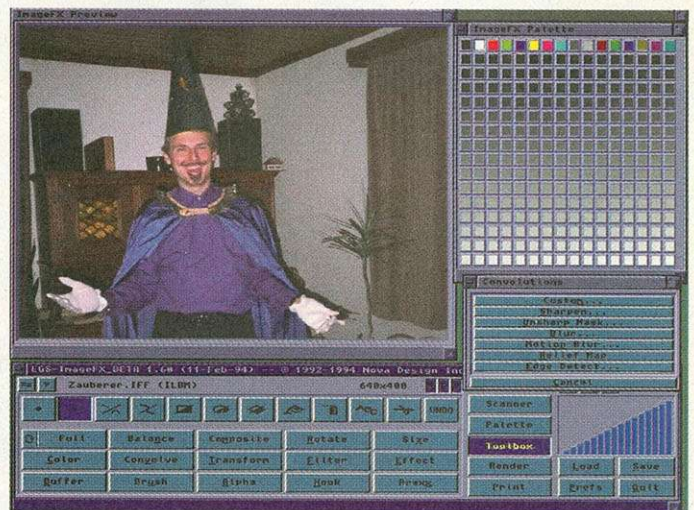 ImageFX Preview
ImageFX Palette
Convolutions
Custom...
Sharpen...
Unsharp Mask...
Blur...
Motion Blur...
Relief Map
Edge Detect...
Cancel
EGS-ImageFX_BETA 1.60 (11-Feb-94) -- © 1992-1994 Nova Design Inc
Zauberer.IFF (ILBM) 640x480
UNDO
Full Balance Composite Rotate Size
Color Convolve Transform Filter Effect
Buffer Brush Alpha Hook Proxy
Scanner
Palette
Toolbox
Render Load Save
Print Prefs Quit